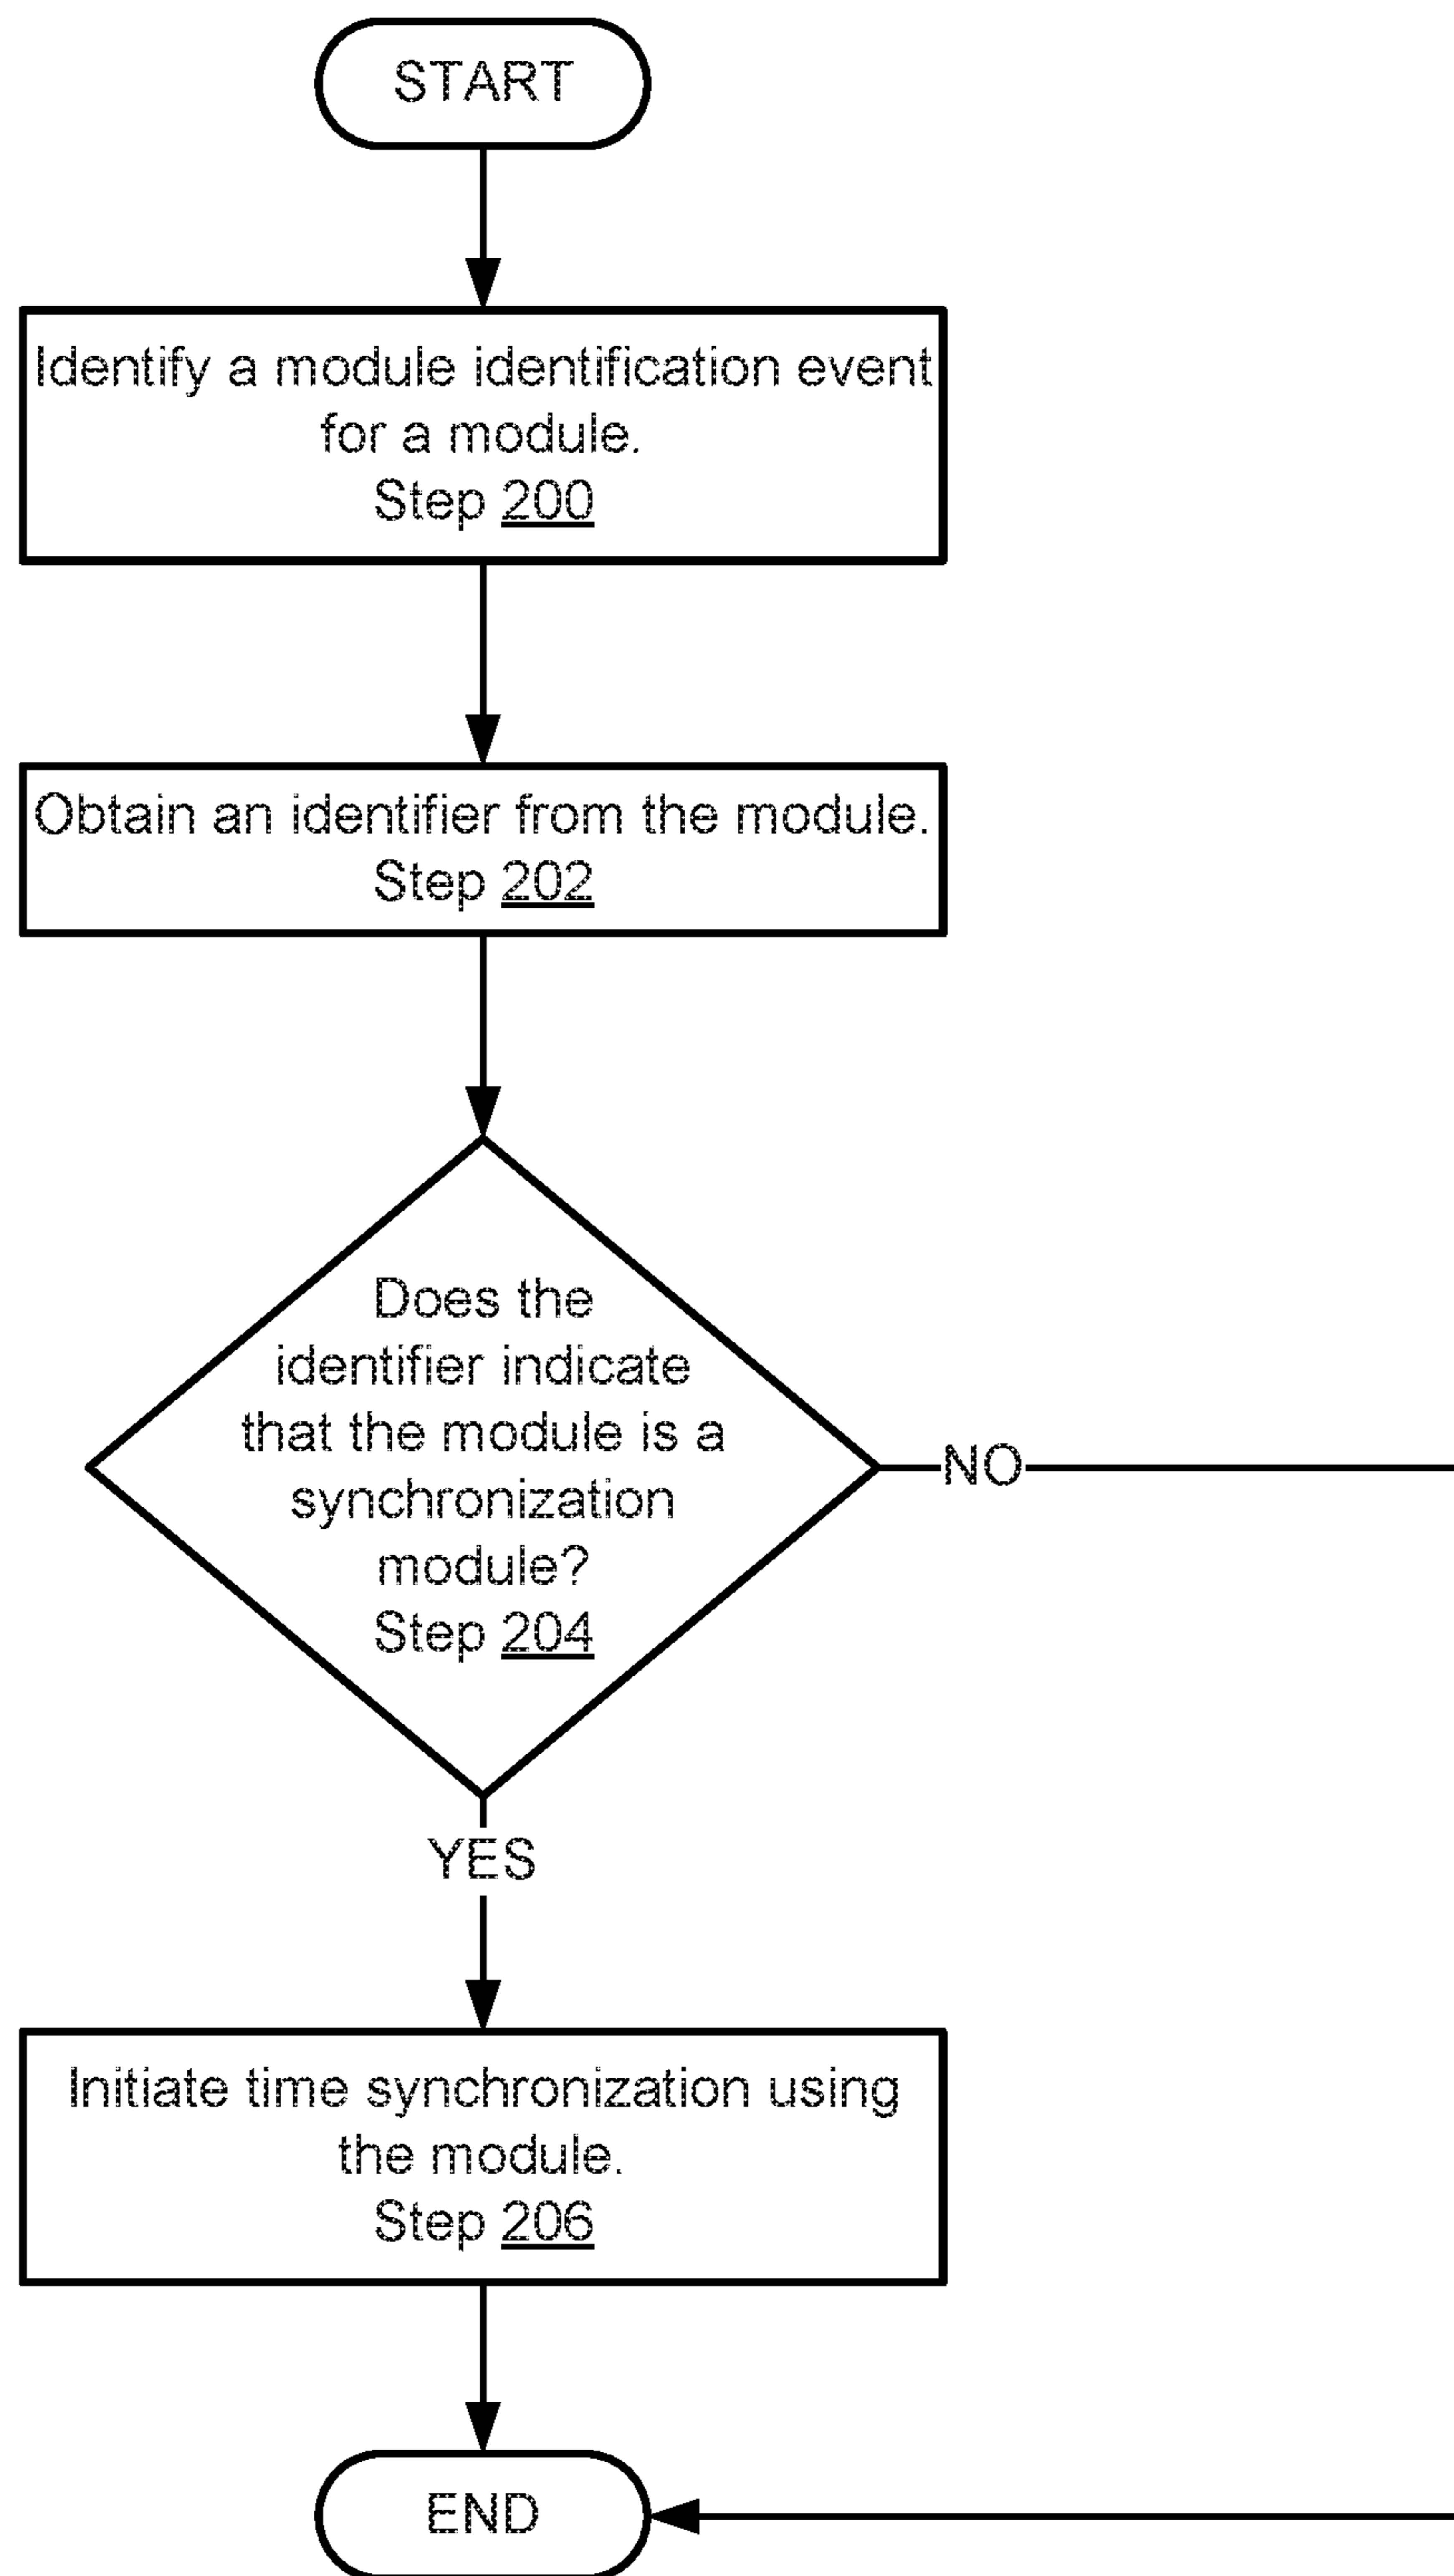 START
Identify a module identification event
for a module.
Step 200
Obtain an identifier from the module.
Step 202
Does the
identifier indicate
that the module is a
synchronization
module?
Step 204
NO
YES
Initiate time synchronization using
the module.
Step 206
END